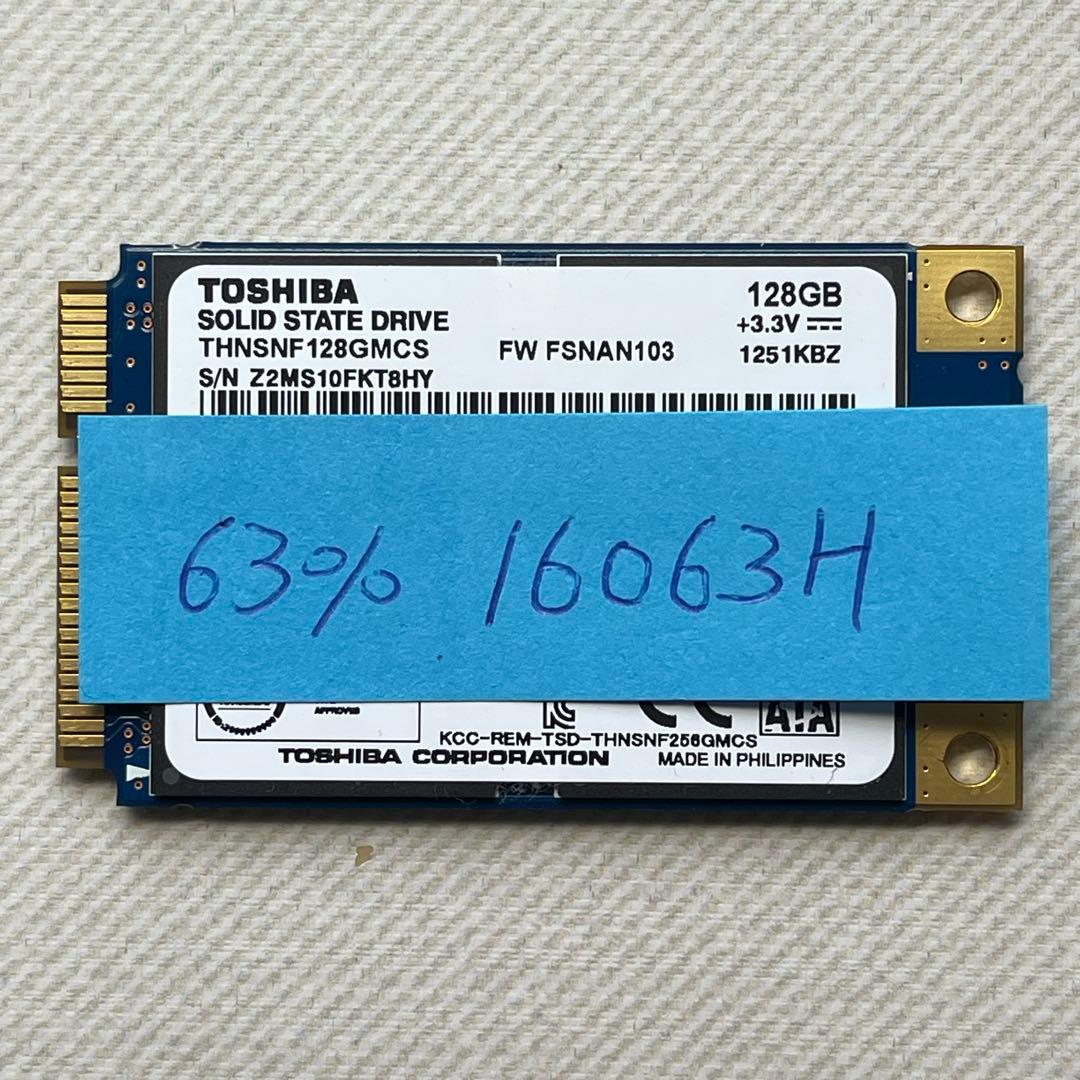 TOSHIBA 128GB
SOLID STATE DRIVE +3.3V
THNSNF128GMCS FW FSNAN103 1251KBZ
S/N Z2MS10FKT8HY
63% 16063H
APPROVED
KCC-REM-TSD-THNSNF256GMCS
TOSHIBA CORPORATION MADE IN PHILIPPINES